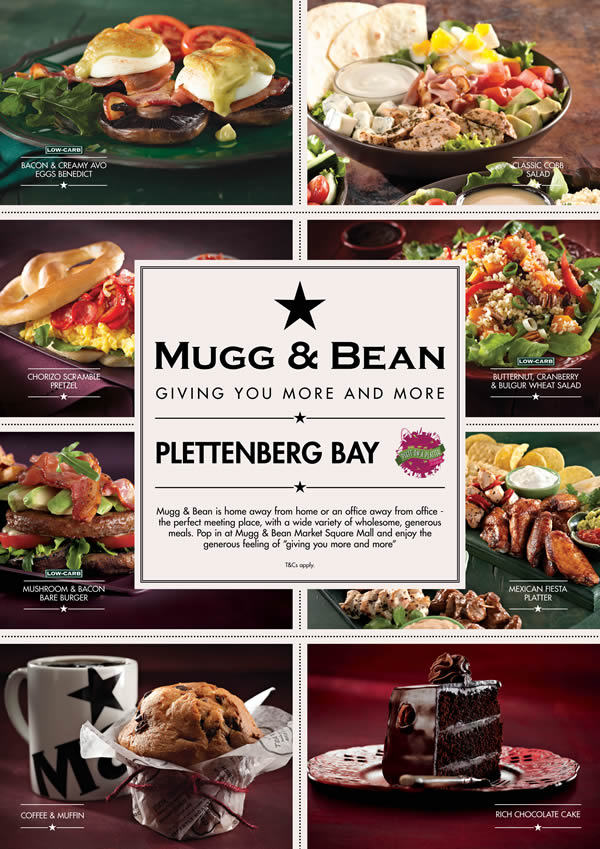 LOW-CARB
BACON & CREAMY AVO
EGGS BENEDICT
CLASSIC COBB
SALAD
CHORIZO SCRAMBLE
PRETZEL
LOW-CARB
BUTTERNUT, CRANBERRY
& BULGUR WHEAT SALAD
MUGG & BEAN
GIVING YOU MORE AND MORE
PLETTENBERG BAY
PLETT ON A PLATTER
Mugg & Bean is home away from home or an office away from office -
the perfect meeting place, with a wide variety of wholesome, generous
meals. Pop in at Mugg & Bean Market Square Mall and enjoy the
generous feeling of "giving you more and more"
T&Cs apply.
LOW-CARB
MUSHROOM & BACON
BARE BURGER
MEXICAN FIESTA
PLATTER
COFFEE & MUFFIN
RICH CHOCOLATE CAKE